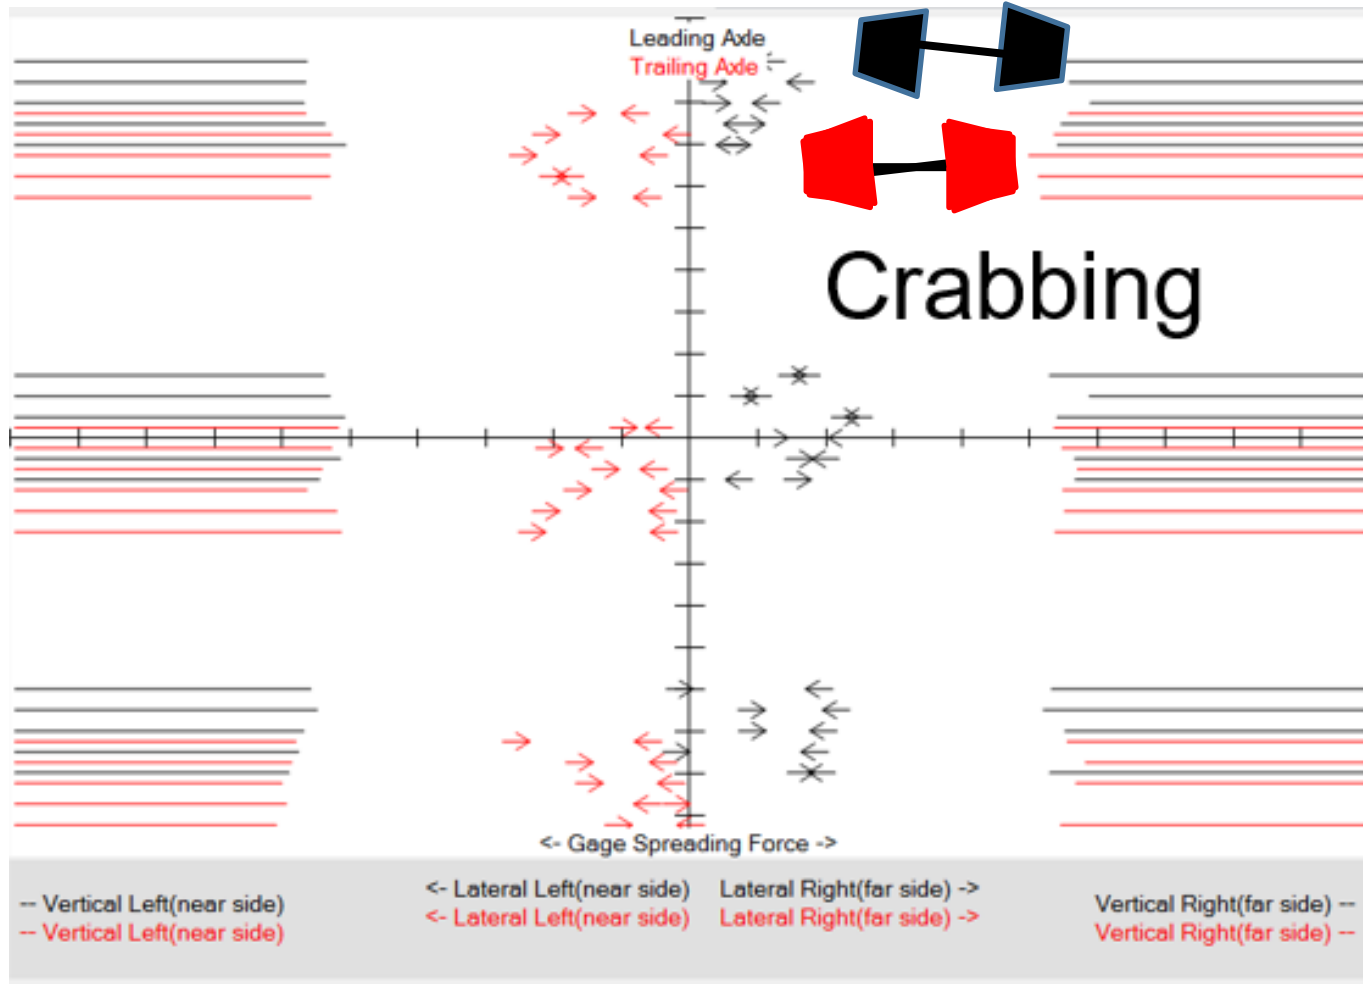 Leading Axle
Trailing Axle
Crabbing
<- Gage Spreading Force ->
<- Lateral Left(near side)
Lateral Right(far side) ->
-- Vertical Left(near side)
Vertical Right(far side) --
<- Lateral Left(near side)
Lateral Right(far side) ->
-- Vertical Left(near side)
Vertical Right(far side) --